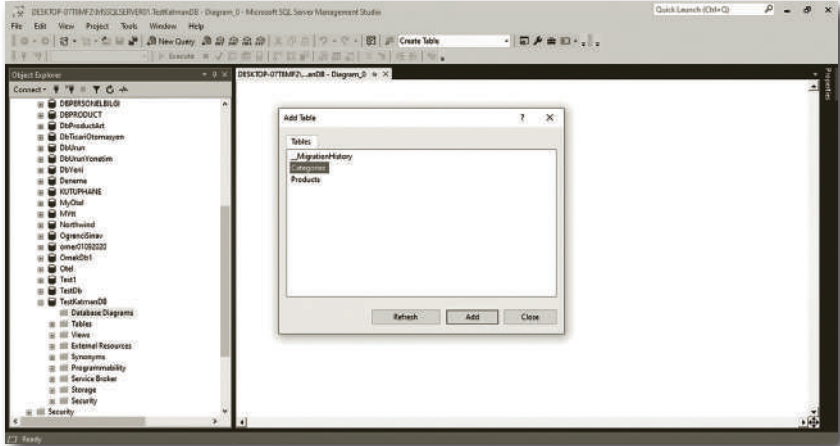 DESKTOP-07T8MFZ\MSSQLSERVER01.TestKatmanDB - Diagram_0 - Microsoft SQL Server Management Studio
Quick Launch (Ctrl+Q)
File Edit View Project Tools Window Help
New Query
Create Table
Execute
Object Explorer
DESKTOP-07T8MFZ\...anDB - Diagram_0
Properties
Connect
DBPERSONELBILGI
DBPRODUCT
DbProductArt
DbTicariOtomasyon
DbUrun
DbUrunYonetim
DbYeni
Deneme
KUTUPHANE
MyOtel
Northwind
OgrenciSinav
omer01092020
OrnekDb1
Otel
Test1
TestDb
TestKatmanDB
Database Diagrams
Tables
Views
External Resources
Synonyms
Programmability
Service Broker
Storage
Security
Security
Add Table
Tables
__MigrationHistory
Categories
Products
Refresh Add Close
Ready